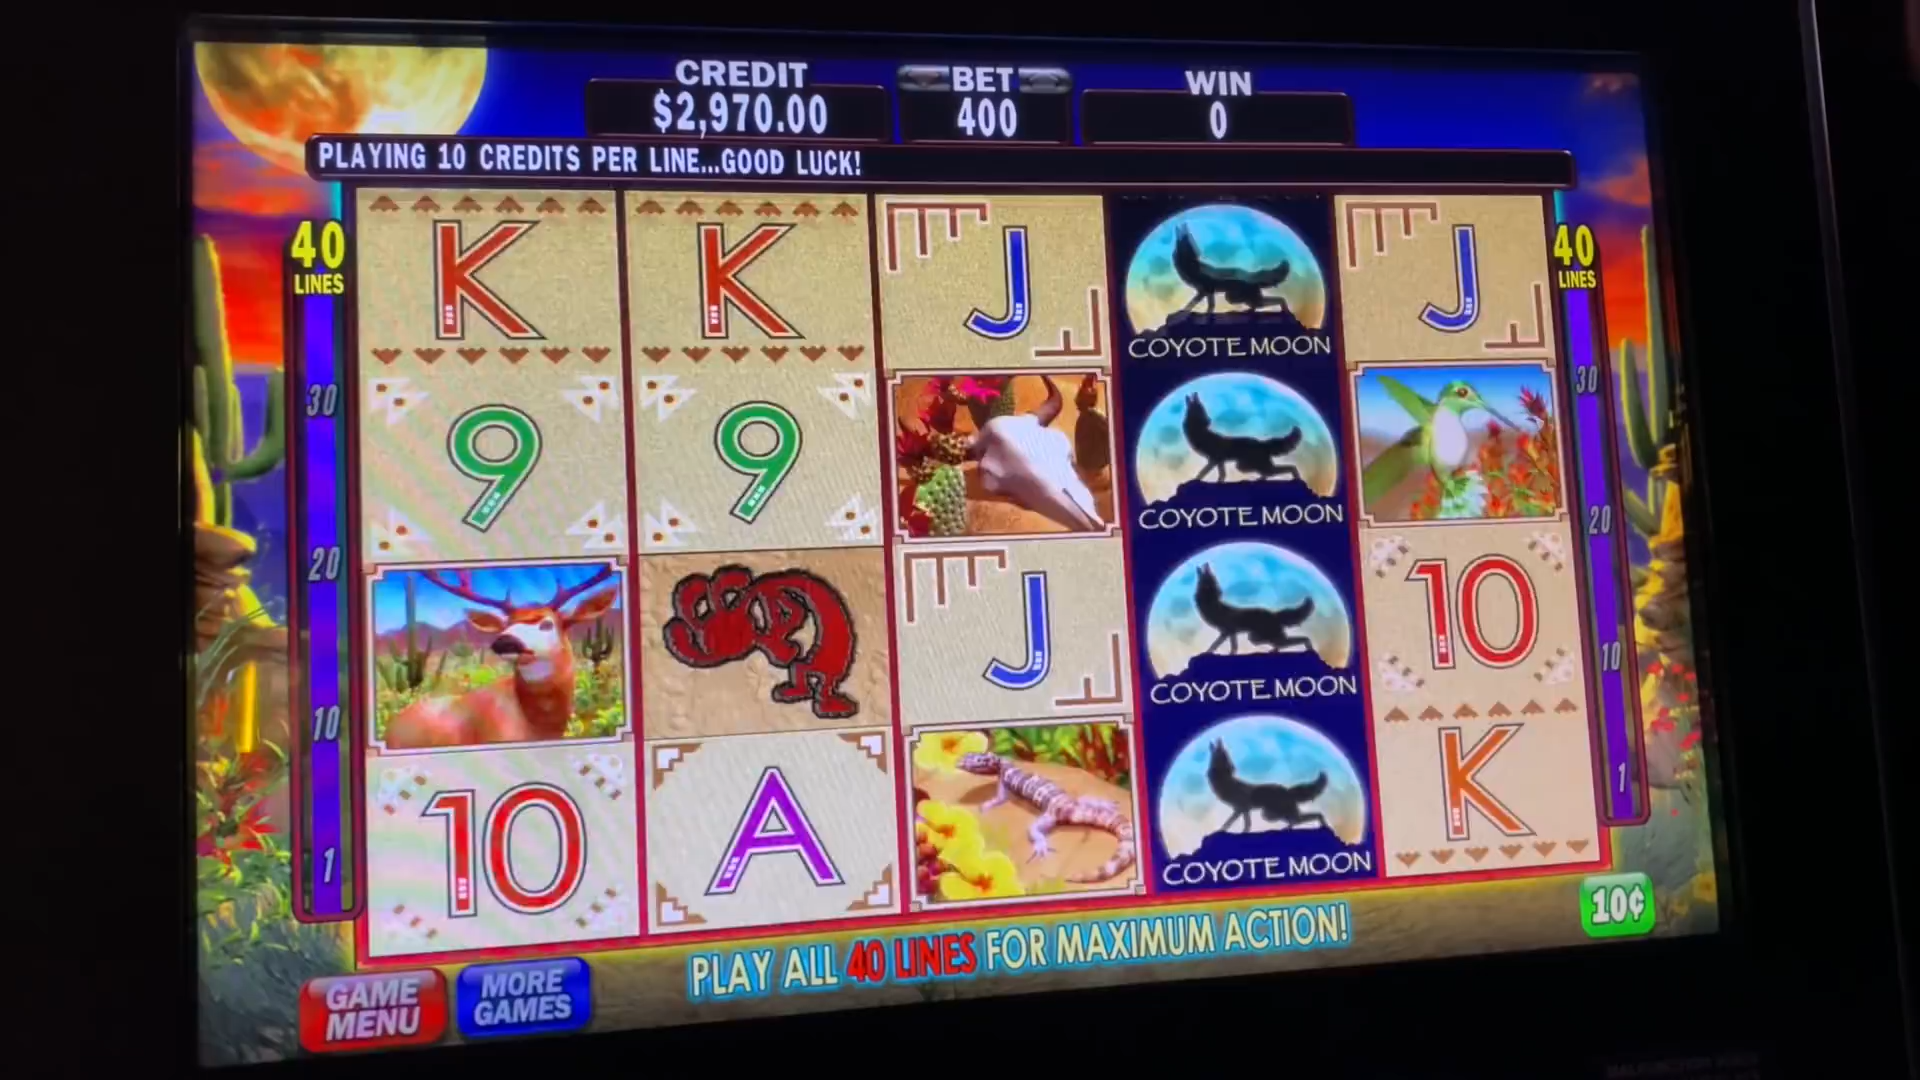 CREDIT BET WIN
$2,970.00 400 0
PLAYING 10 CREDITS PER LINE...GOOD LUCK!
40 LINES
40 LINES
K K J COYOTE MOON J
30 30
9 9 COYOTE MOON
20 20
J COYOTE MOON 10
10 10
10 A COYOTE MOON K
1 1
10¢
PLAY ALL 40 LINES FOR MAXIMUM ACTION!
GAME MENU
MORE GAMES